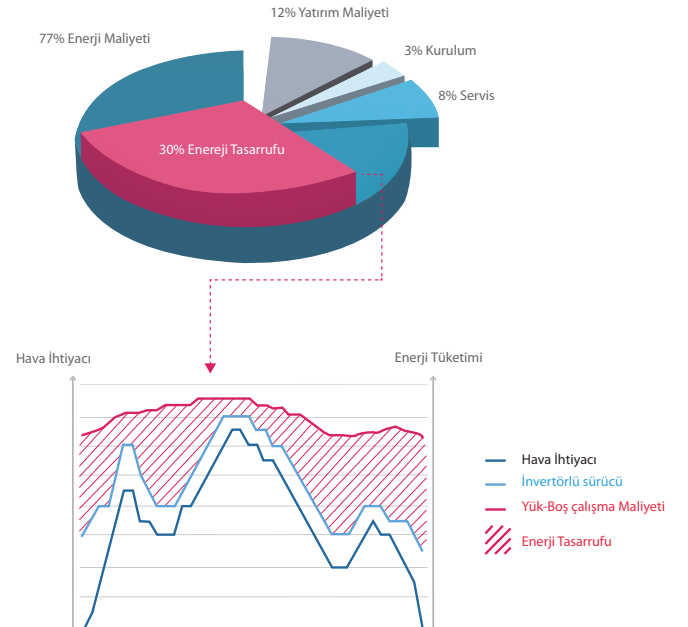 12% Yatırım Maliyeti
77% Enerji Maliyeti
3% Kurulum
8% Servis
30% Enereji Tasarrufu
Hava İhtiyacı
Enerji Tüketimi
Hava İhtiyacı
İnvertörlü sürücü
Yük-Boş çalışma Maliyeti
Enerji Tasarrufu